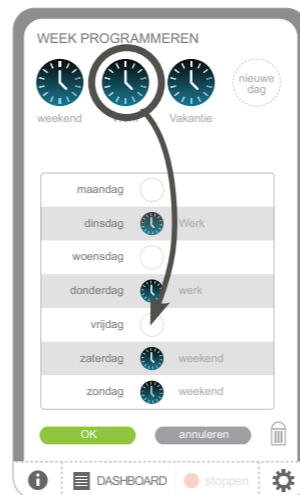 WEEK PROGRAMMEREN
nieuwe
dag
weekend
Vakantie
maandag
dinsdag Werk
woensdag
donderdag werk
vrijdag
zaterdag weekend
zondag weekend
OK annuleren
DASHBOARD stoppen